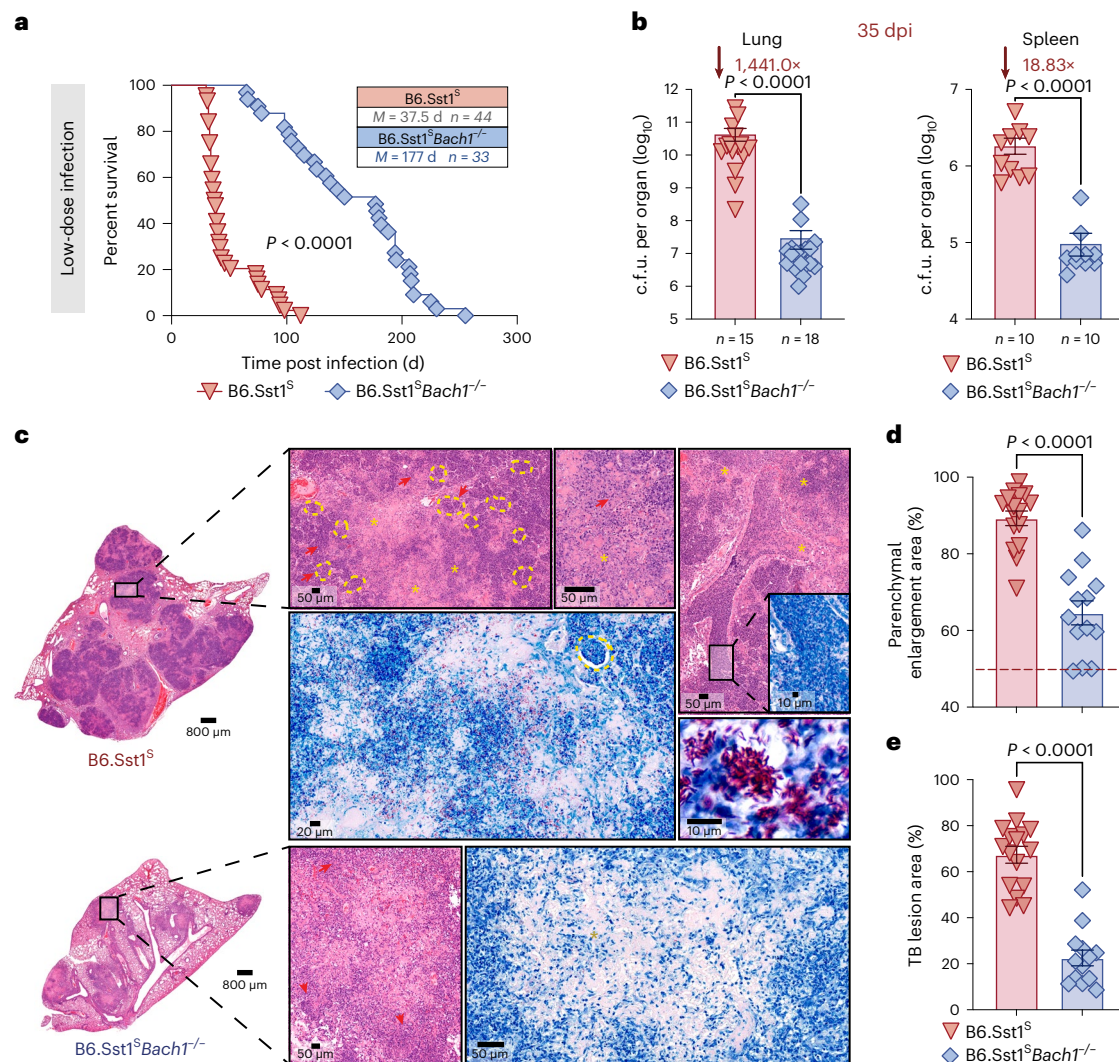 a
Low-dose infection
Percent survival
100
80
60
40
20
0
B6.Sst1ˢ
M = 37.5 d n = 44
B6.Sst1ˢBach1⁻/⁻
M = 177 d n = 33
P < 0.0001
0 100 200 300
Time post infection (d)
B6.Sst1ˢ B6.Sst1ˢBach1⁻/⁻
b
35 dpi
Lung
1,441.0×
P < 0.0001
c.f.u. per organ (log₁₀)
12
11
10
9
8
7
6
5
n = 15 n = 18
B6.Sst1ˢ
B6.Sst1ˢBach1⁻/⁻
Spleen
18.83×
P < 0.0001
c.f.u. per organ (log₁₀)
7
6
5
4
n = 10 n = 10
B6.Sst1ˢ
B6.Sst1ˢBach1⁻/⁻
c
800 µm
B6.Sst1ˢ
50 µm
50 µm
50 µm
10 µm
20 µm
10 µm
800 µm
B6.Sst1ˢBach1⁻/⁻
50 µm
50 µm
d
P < 0.0001
Parenchymal
enlargement area (%)
100
80
60
40
e
P < 0.0001
TB lesion area (%)
100
80
60
40
20
0
B6.Sst1ˢ
B6.Sst1ˢBach1⁻/⁻